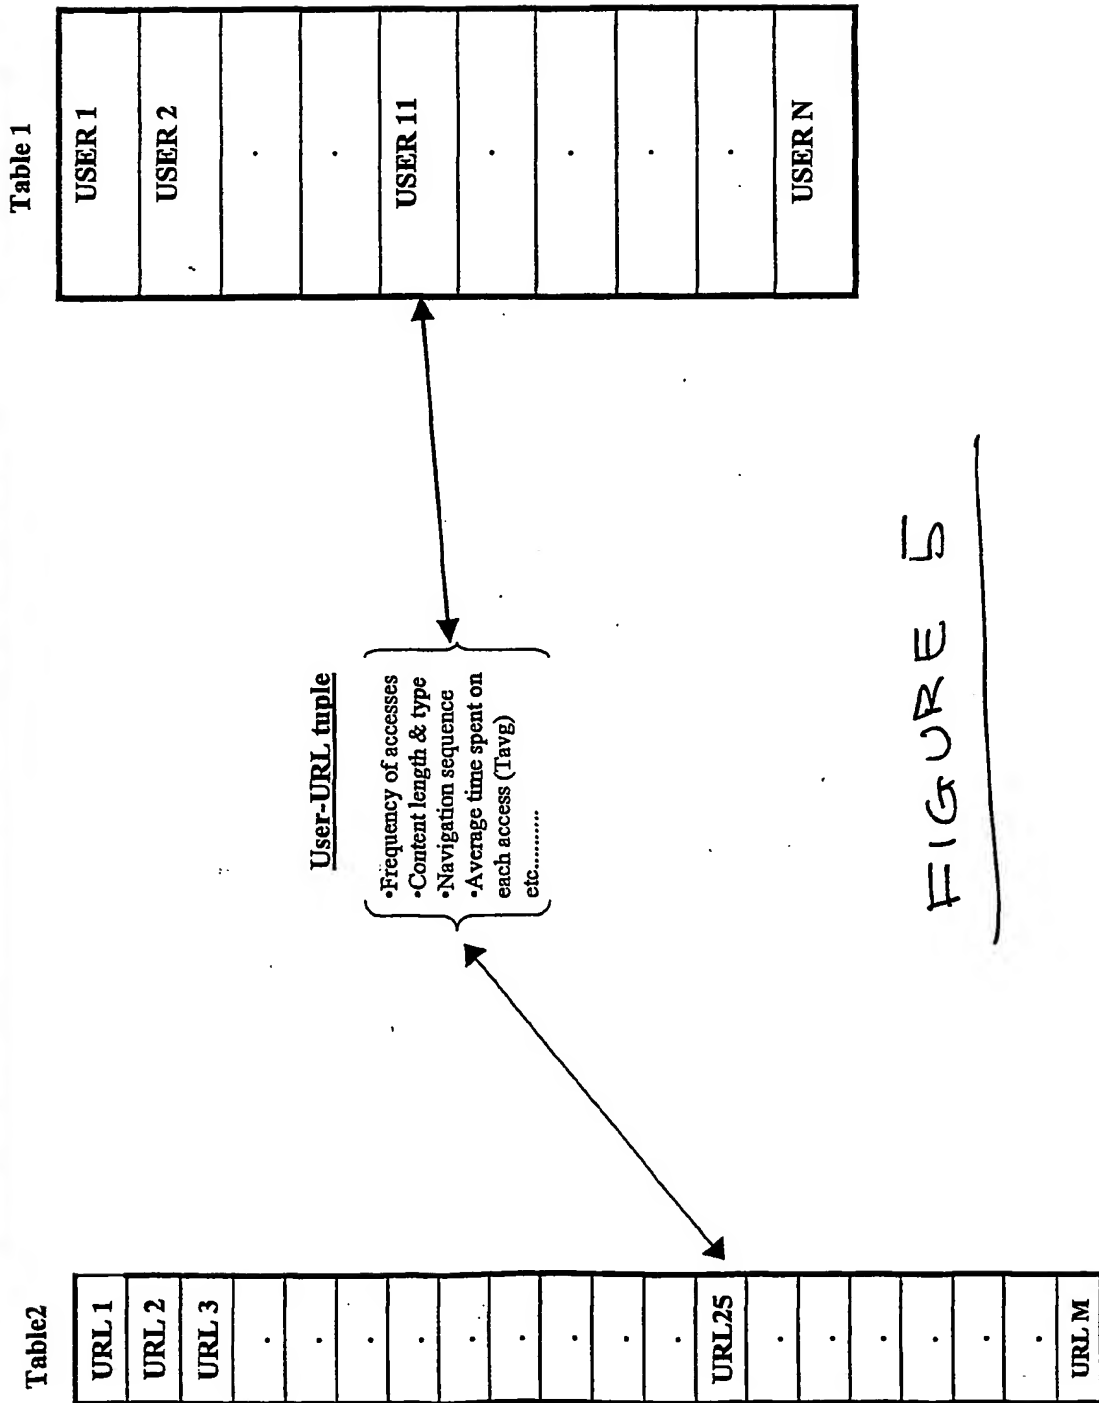 Table2
URL 1
URL 2
URL 3
.
.
.
.
.
.
.
.
.
URL25
.
.
.
.
.
.
URL M
User-URL tuple
•Frequency of accesses
•Content length & type
•Navigation sequence
•Average time spent on
each access (Tavg)
etc..........
Table 1
USER 1
USER 2
.
.
USER 11
.
.
.
.
USER N
FIGURE 5